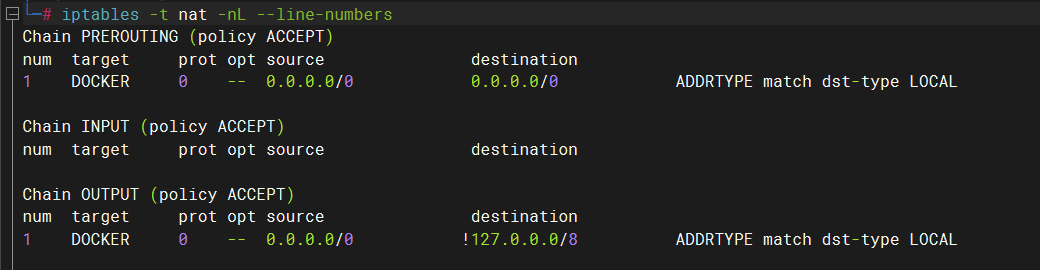 └─# iptables -t nat -nL --line-numbers
Chain PREROUTING (policy ACCEPT)
num  target     prot opt source               destination
1    DOCKER     0    --  0.0.0.0/0            0.0.0.0/0            ADDRTYPE match dst-type LOCAL
Chain INPUT (policy ACCEPT)
num  target     prot opt source               destination
Chain OUTPUT (policy ACCEPT)
num  target     prot opt source               destination
1    DOCKER     0    --  0.0.0.0/0           !127.0.0.0/8          ADDRTYPE match dst-type LOCAL